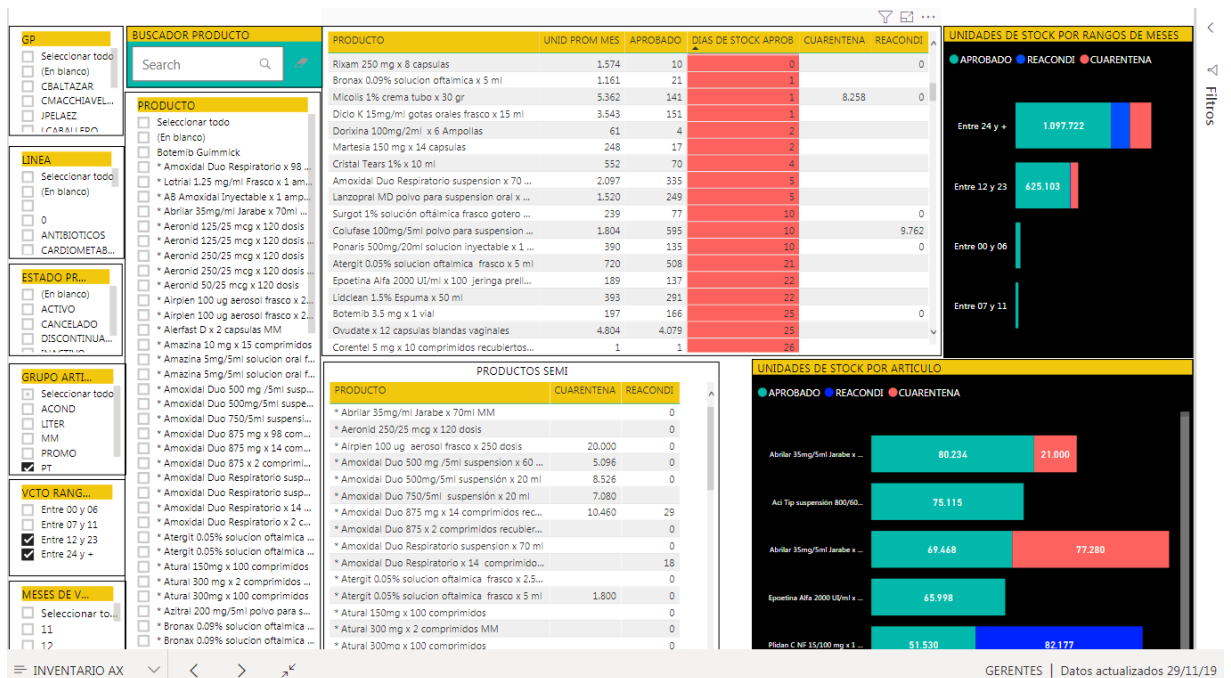 GP
Seleccionar todo
(En blanco)
CBALTAZAR
CMACCHIAVEL...
JPELAEZ
LCABALLERO
LINEA
Seleccionar todo
(En blanco)
0
ANTIBIOTICOS
CARDIOMETAB...
ESTADO PR...
(En blanco)
ACTIVO
CANCELADO
DISCONTINUA...
INACTIVO
GRUPO ARTI...
Seleccionar todo
ACOND
LITER
MM
PROMO
PT
VCTO RANG...
Entre 00 y 06
Entre 07 y 11
Entre 12 y 23
Entre 24 y +
MESES DE V...
Seleccionar to...
11
12
BUSCADOR PRODUCTO
Search
PRODUCTO
Seleccionar todo
(En blanco)
Botemib Guimmick
* Amoxidal Duo Respiratorio x 98 ...
* Lotrial 1.25 mg/ml Frasco x 1 am...
* AB Amoxidal Inyectable x 1 amp...
* Abrilar 35mg/ml Jarabe x 70ml ...
* Aeronid 125/25 mcg x 120 dosis
* Aeronid 125/25 mcg x 120 dosis ...
* Aeronid 250/25 mcg x 120 dosis
* Aeronid 250/25 mcg x 120 dosis ...
* Aeronid 50/25 mcg x 120 dosis
* Airplen 100 ug aerosol frasco x 2...
* Airplen 100 ug aerosol frasco x 2...
* Alerfast D x 2 capsulas MM
* Amazina 10 mg x 15 comprimidos
* Amazina 5mg/5ml solucion oral f...
* Amazina 5mg/5ml solucion oral f...
* Amoxidal Duo 500 mg /5ml susp...
* Amoxidal Duo 500mg/5ml suspe...
* Amoxidal Duo 750/5ml suspensi...
* Amoxidal Duo 875 mg x 98 com...
* Amoxidal Duo 875 mg x 14 com...
* Amoxidal Duo 875 x 2 comprimi...
* Amoxidal Duo Respiratorio susp...
* Amoxidal Duo Respiratorio susp...
* Amoxidal Duo Respiratorio x 14 ...
* Amoxidal Duo Respiratorio x 2 c...
* Atergit 0.05% solucion oftalmica ...
* Atergit 0.05% solucion oftalmica ...
* Atural 150mg x 100 comprimidos
* Atural 300 mg x 2 comprimidos ...
* Atural 300mg x 100 comprimidos
* Azitral 200 mg/5ml polvo para s...
* Bronax 0.09% solucion oftalmica ...
* Bronax 0.09% solucion oftalmica ...
PRODUCTO UNID PROM MES APROBADO DIAS DE STOCK APROB CUARENTENA REACONDI
Rixam 250 mg x 8 capsulas 1.574 10 0 0
Bronax 0.09% solucion oftalmica x 5 ml 1.161 21 1
Micolis 1% crema tubo x 30 gr 5.362 141 1 8.258 0
Diclo K 15mg/ml gotas orales frasco x 15 ml 3.543 151 1
Dorixina 100mg/2ml x 6 Ampollas 61 4 2
Martesia 150 mg x 14 capsulas 248 17 2
Cristal Tears 1% x 10 ml 552 70 4
Amoxidal Duo Respiratorio suspension x 70 ... 2.097 335 5
Lanzopral MD polvo para suspension oral x ... 1.520 249 5
Surgot 1% solución oftálmica frasco gotero ... 239 77 10 0
Colufase 100mg/5ml polvo para suspension ... 1.804 595 10 9.762
Ponaris 500mg/20ml solucion inyectable x 1 ... 390 135 10 0
Atergit 0.05% solucion oftalmica frasco x 5 ml 720 508 21
Epoetina Alfa 2000 UI/ml x 100 jeringa prell... 189 137 22
Lidclean 1.5% Espuma x 50 ml 393 291 22
Botemib 3.5 mg x 1 vial 197 166 25 0
Ovudate x 12 capsulas blandas vaginales 4.804 4.079 25
Corentel 5 mg x 10 comprimidos recubiertos... 1 1 26
PRODUCTOS SEMI
PRODUCTO CUARENTENA REACONDI
* Abrilar 35mg/ml Jarabe x 70ml MM 0
* Aeronid 250/25 mcg x 120 dosis 0
* Airplen 100 ug aerosol frasco x 250 dosis 20.000 0
* Amoxidal Duo 500 mg /5ml suspension x 60 ... 5.096 0
* Amoxidal Duo 500mg/5ml suspensión x 20 ml 8.526 0
* Amoxidal Duo 750/5ml suspensión x 20 ml 7.080
* Amoxidal Duo 875 mg x 14 comprimidos rec... 10.460 29
* Amoxidal Duo 875 x 2 comprimidos recubier... 0
* Amoxidal Duo Respiratorio suspension x 70 ml 0
* Amoxidal Duo Respiratorio x 14 comprimido... 18
* Atergit 0.05% solucion oftalmica frasco x 2.5... 0
* Atergit 0.05% solucion oftalmica frasco x 5 ml 1.800 0
* Atural 150mg x 100 comprimidos 0
* Atural 300 mg x 2 comprimidos MM 0
* Atural 300mg x 100 comprimidos 0
UNIDADES DE STOCK POR RANGOS DE MESES
APROBADO REACONDI CUARENTENA
Entre 24 y + 1.097.722
Entre 12 y 23 625.103
Entre 00 y 06
Entre 07 y 11
UNIDADES DE STOCK POR ARTICULO
APROBADO REACONDI CUARENTENA
Abrilar 35mg/5ml Jarabe x ... 80.234 21.000
Aci Tip suspensión 800/60... 75.115
Abrilar 35mg/5ml Jarabe x ... 69.468 77.280
Epoetina Alfa 2000 UI/ml x ... 65.998
Plidan C NF 15/100 mg x 1 ... 51.530 82.177
Filtros
INVENTARIO AX
GERENTES | Datos actualizados 29/11/19